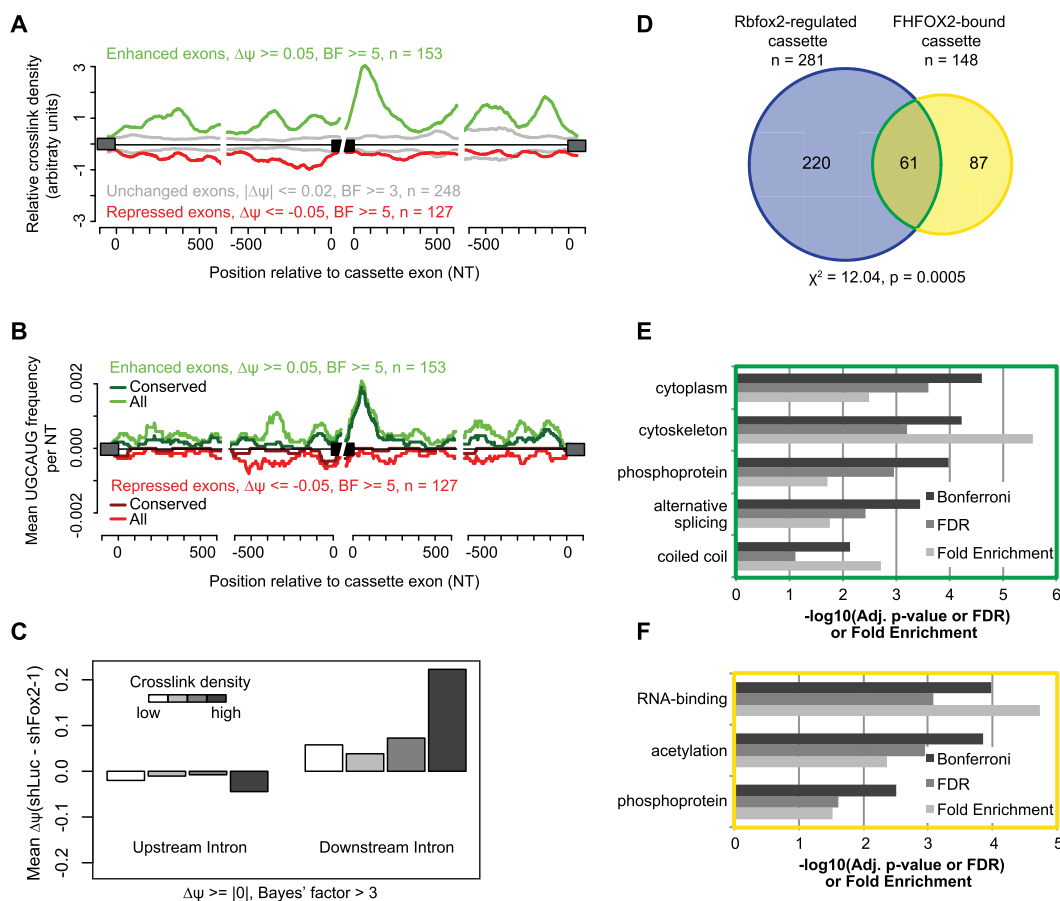 A
Enhanced exons, Δψ >= 0.05, BF >= 5, n = 153
Relative crosslink density
(arbitraty units)
3
1
-1
-3
Unchanged exons, |Δψ| <= 0.02, BF >= 3, n = 248
Repressed exons, Δψ <= -0.05, BF >= 5, n = 127
0 500 -500 0 500 -500 0
Position relative to cassette exon (NT)
B
Enhanced exons, Δψ >= 0.05, BF >= 5, n = 153
Conserved
All
Mean UGCAUG frequency
per NT
0.002
0.000
-0.002
Repressed exons, Δψ <= -0.05, BF >= 5, n = 127
Conserved
All
0 500 -500 0 500 -500 0
Position relative to cassette exon (NT)
C
Mean Δψ(shLuc - shFox2-1)
0.2
0.1
0.0
-0.1
-0.2
Crosslink density
low high
Upstream Intron
Downstream Intron
Δψ >= |0|, Bayes' factor > 3
D
Rbfox2-regulated
cassette
n = 281
FHFOX2-bound
cassette
n = 148
220 61 87
χ² = 12.04, p = 0.0005
E
cytoplasm
cytoskeleton
phosphoprotein
alternative
splicing
coiled coil
Bonferroni
FDR
Fold Enrichment
0 1 2 3 4 5 6
-log10(Adj. p-value or FDR)
or Fold Enrichment
F
RNA-binding
acetylation
phosphoprotein
Bonferroni
FDR
Fold Enrichment
0 1 2 3 4 5
-log10(Adj. p-value or FDR)
or Fold Enrichment